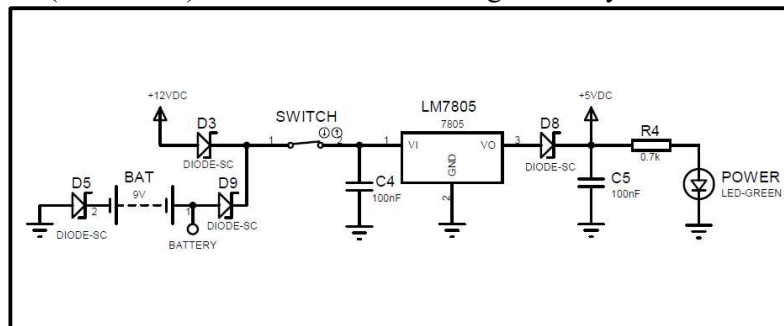 +12VDC
D3
DIODE-SC
SWITCH
1
2
LM7805
7805
1
VI
VO
3
GND
2
D8
DIODE-SC
+5VDC
R4
0.7k
C4
100nF
C5
100nF
POWER
LED-GREEN
D5
2
DIODE-SC
BAT
9V
1
D9
DIODE-SC
BATTERY